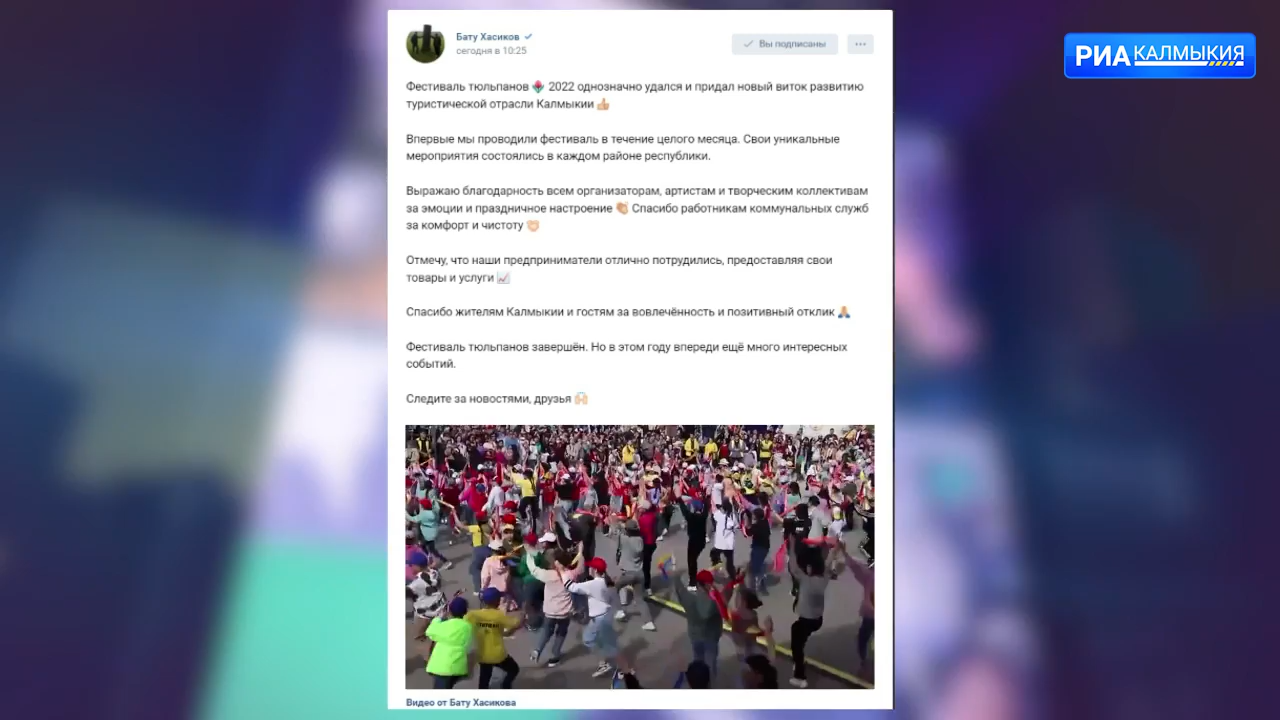 Бату Хасиков
сегодня в 10:25
Вы подписаны
РИА КАЛМЫКИЯ
Фестиваль тюльпанов 🌷 2022 однозначно удался и придал новый виток развитию
туристической отрасли Калмыкии 👍🏼
Впервые мы проводили фестиваль в течение целого месяца. Свои уникальные
мероприятия состоялись в каждом районе республики.
Выражаю благодарность всем организаторам, артистам и творческим коллективам
за эмоции и праздничное настроение 👏🏼 Спасибо работникам коммунальных служб
за комфорт и чистоту 🤝🏼
Отмечу, что наши предприниматели отлично потрудились, предоставляя свои
товары и услуги 📈
Спасибо жителям Калмыкии и гостям за вовлечённость и позитивный отклик 🙏🏼
Фестиваль тюльпанов завершён. Но в этом году впереди ещё много интересных
событий.
Следите за новостями, друзья 🙌🏼
Видео от Бату Хасикова